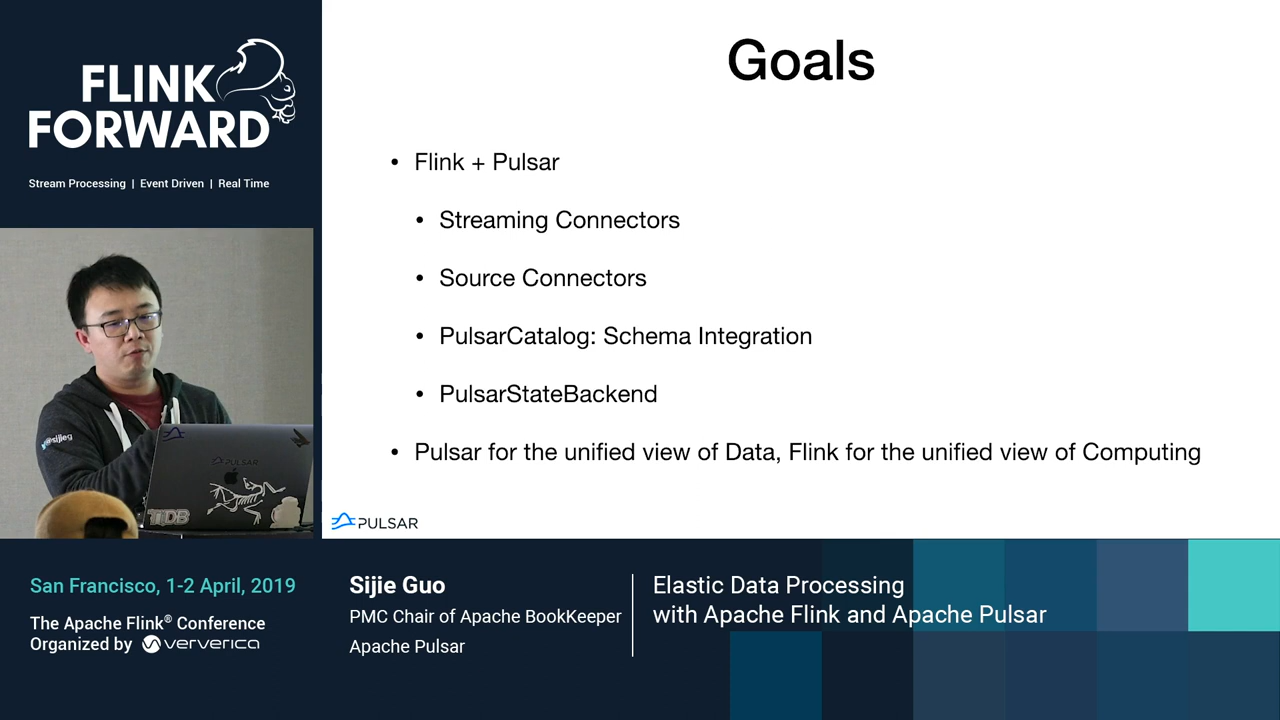 FLINK
FORWARD
Stream Processing | Event Driven | Real Time
Goals
• Flink + Pulsar
• Streaming Connectors
• Source Connectors
• PulsarCatalog: Schema Integration
• PulsarStateBackend
• Pulsar for the unified view of Data, Flink for the unified view of Computing
PULSAR
@sijieg
PULSAR
TiDB
San Francisco, 1-2 April, 2019
The Apache Flink® Conference
Organized by ververica
Sijie Guo
PMC Chair of Apache BookKeeper
Apache Pulsar
Elastic Data Processing
with Apache Flink and Apache Pulsar